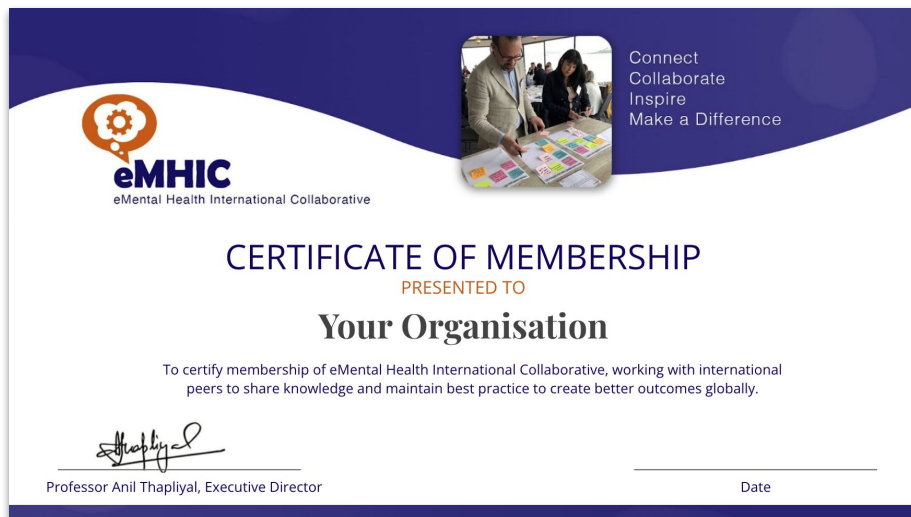 Connect
Collaborate
Inspire
Make a Difference
eMHIC
eMental Health International Collaborative
CERTIFICATE OF MEMBERSHIP
PRESENTED TO
Your Organisation
To certify membership of eMental Health International Collaborative, working with international
peers to share knowledge and maintain best practice to create better outcomes globally.
Thapliyal
Professor Anil Thapliyal, Executive Director
Date